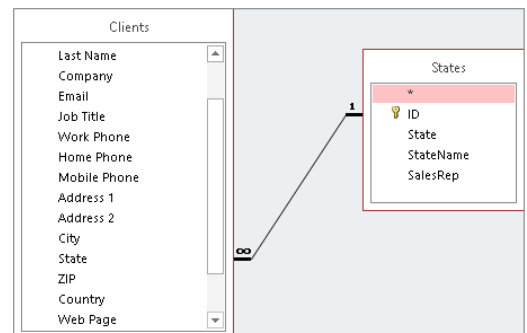 Clients
Last Name
Company
Email
Job Title
Work Phone
Home Phone
Mobile Phone
Address 1
Address 2
City
State
ZIP
Country
Web Page
1
∞
States
*
ID
State
StateName
SalesRep